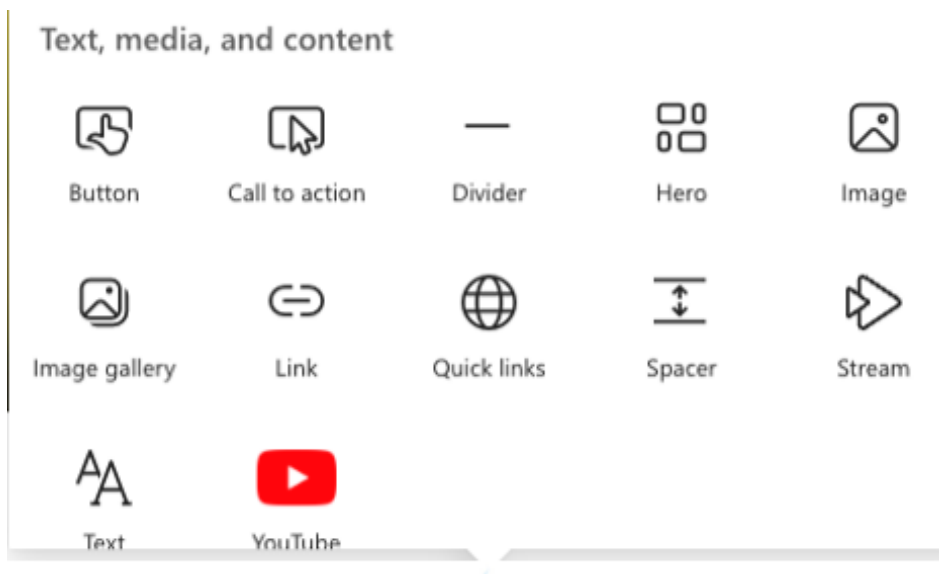 Text, media, and content
Button Call to action Divider Hero Image
Image gallery Link Quick links Spacer Stream
Text YouTube